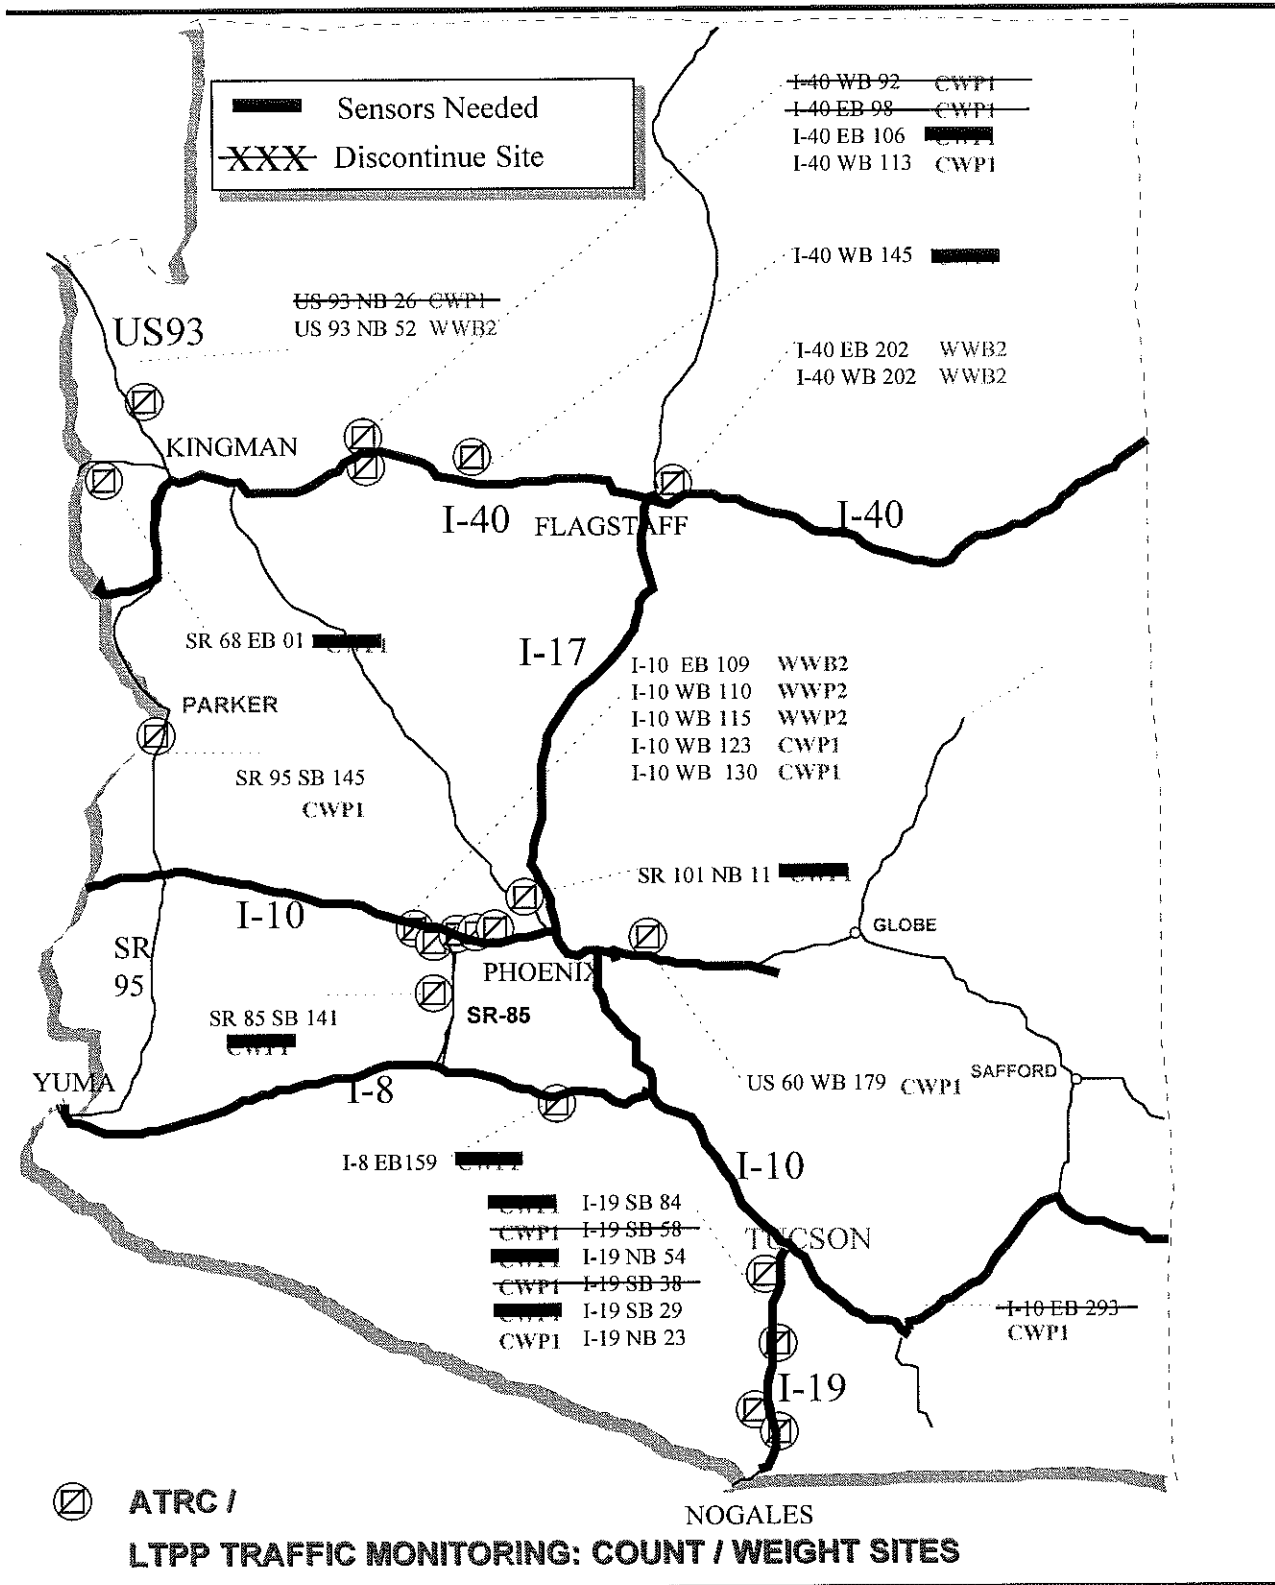 Sensors Needed
XXX Discontinue Site
I-40 WB 92 CWP1
I-40 EB 98 CWP1
I-40 EB 106
I-40 WB 113 CWP1
I-40 WB 145
US 93 NB 26 CWP1
US 93 NB 52 WWB2
US93
I-40 EB 202 WWB2
I-40 WB 202 WWB2
KINGMAN
I-40
FLAGSTAFF
I-40
SR 68 EB 01 CWP1
I-17
I-10 EB 109 WWB2
I-10 WB 110 WWP2
I-10 WB 115 WWP2
I-10 WB 123 CWP1
I-10 WB 130 CWP1
PARKER
SR 95 SB 145
CWP1
SR 101 NB 11 CWP1
I-10
GLOBE
SR
95
PHOENIX
SR-85
SR 85 SB 141
CWP1
YUMA
I-8
US 60 WB 179 CWP1
SAFFORD
I-8 EB159 CWP1
I-10
CWP1 I-19 SB 84
CWP1 I-19 SB 58
CWP1 I-19 NB 54
CWP1 I-19 SB 38
I-19 SB 29
CWP1 I-19 NB 23
TUCSON
I-10 EB 293
CWP1
I-19
NOGALES
ATRC /
LTPP TRAFFIC MONITORING: COUNT / WEIGHT SITES